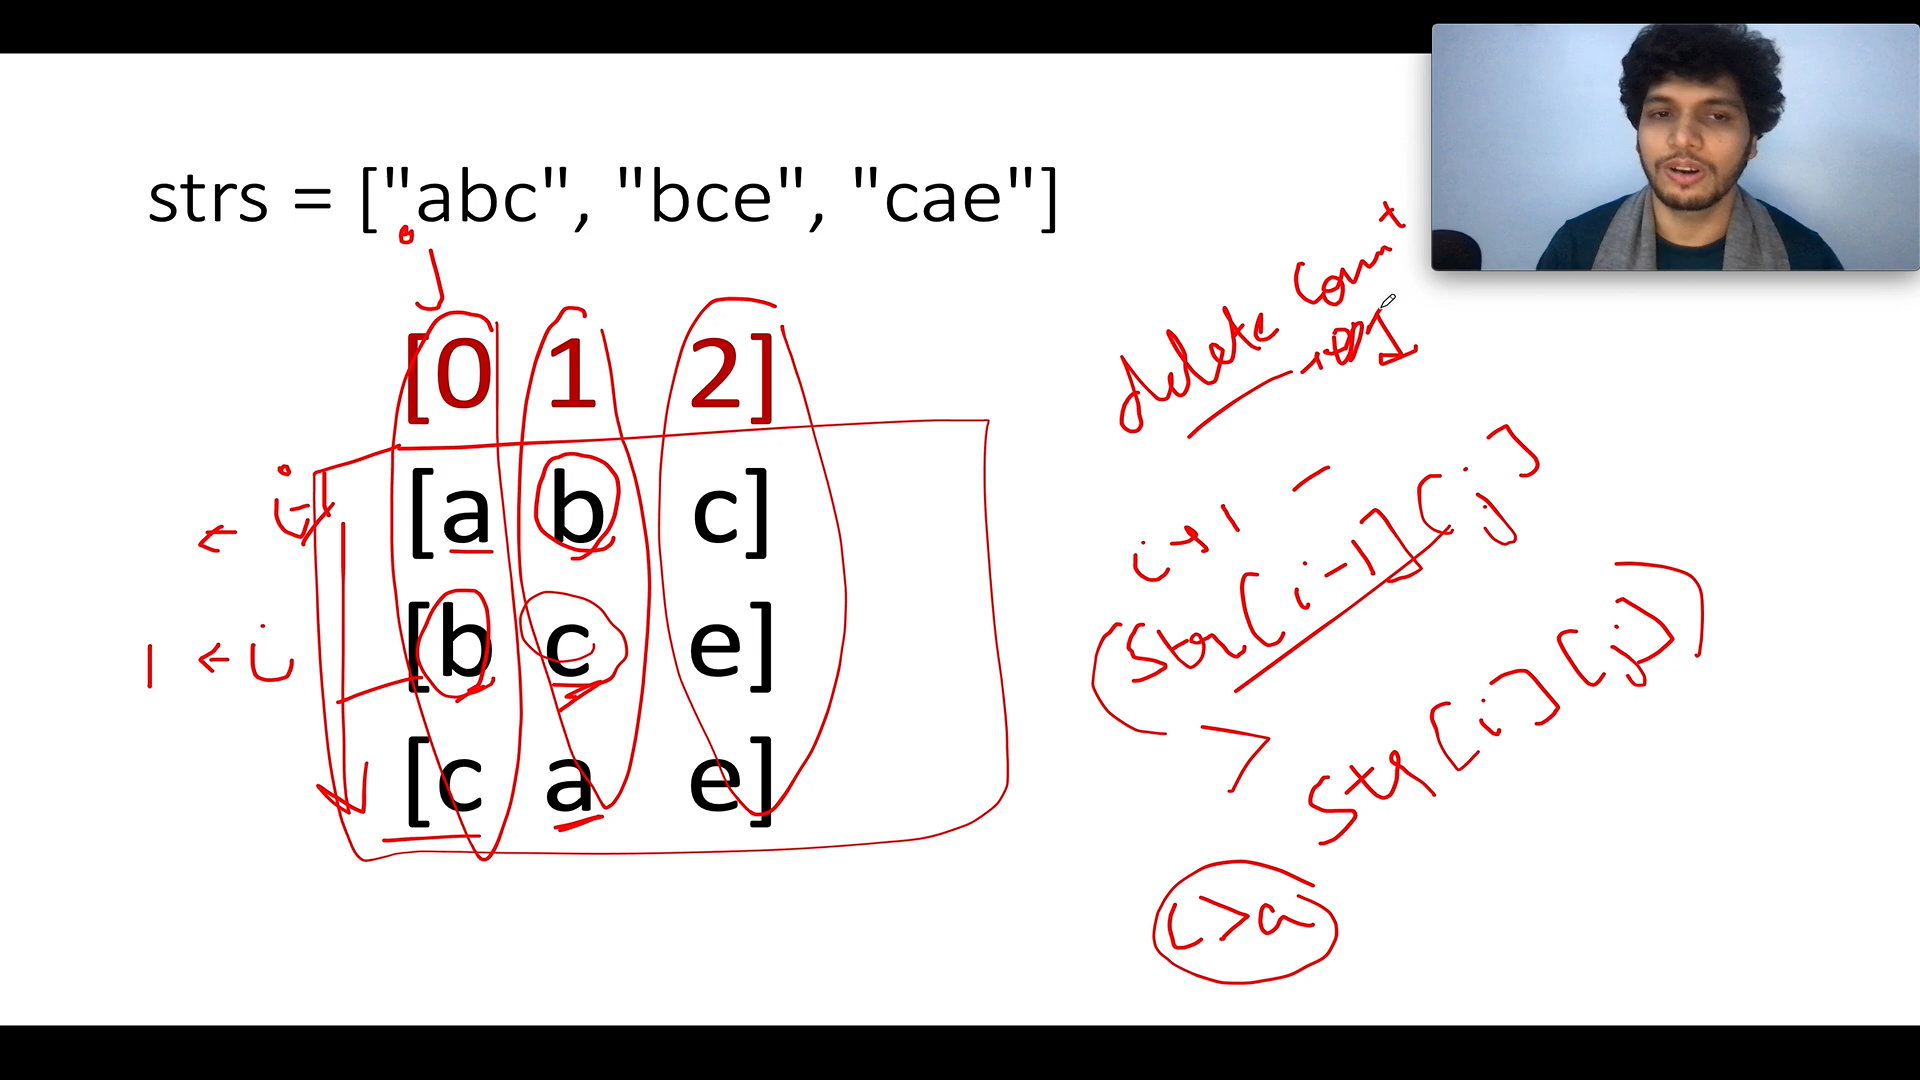 strs = ["abc", "bce", "cae"]
j
[0 1 2]
[a b c]
[b c e]
[c a e]
i
1 ← i
delete Count
i → 1
(Str[i-1][j]
>
Str[i][j])
c>a